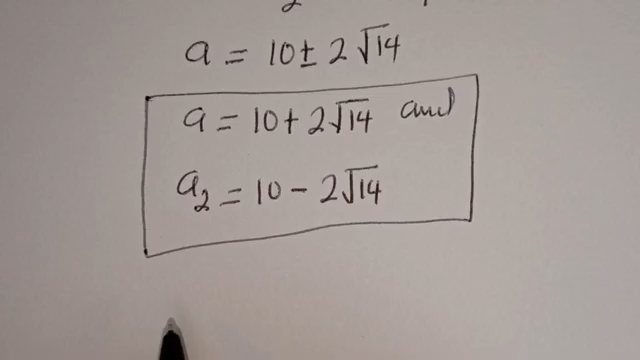 a = 10 ± 2√14
a = 10 + 2√14 and
a₂ = 10 - 2√14